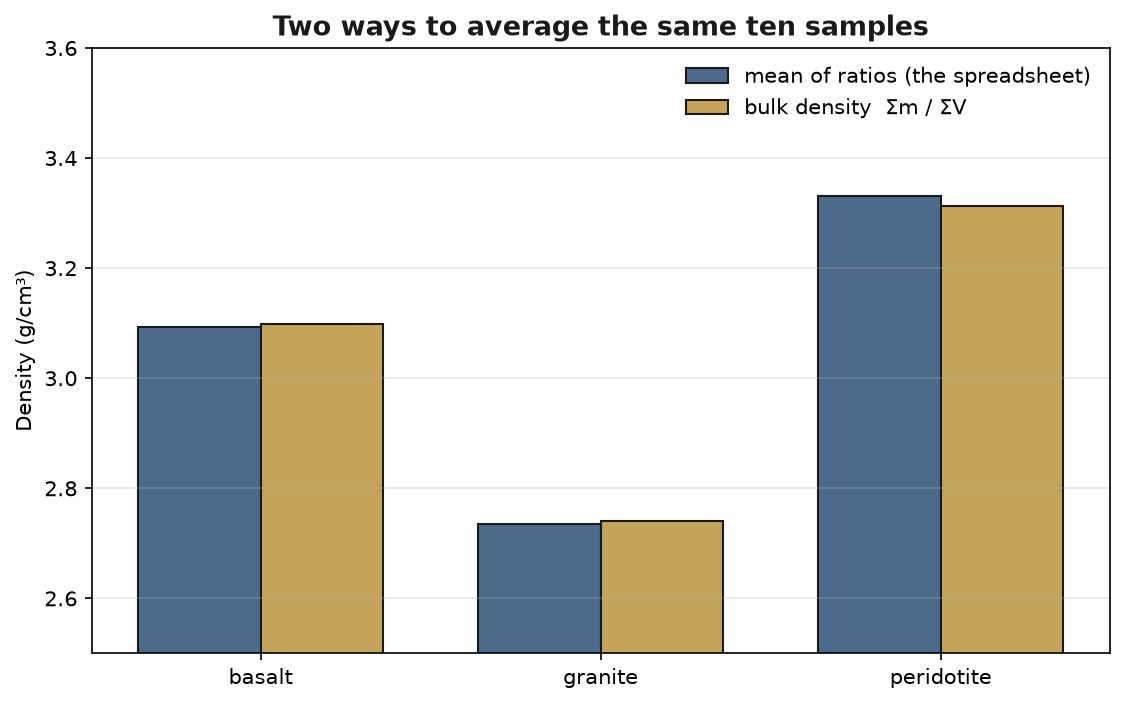 Two ways to average the same ten samples
mean of ratios (the spreadsheet)
bulk density  Σm / ΣV
Density (g/cm³)
3.6
3.4
3.2
3.0
2.8
2.6
basalt
granite
peridotite